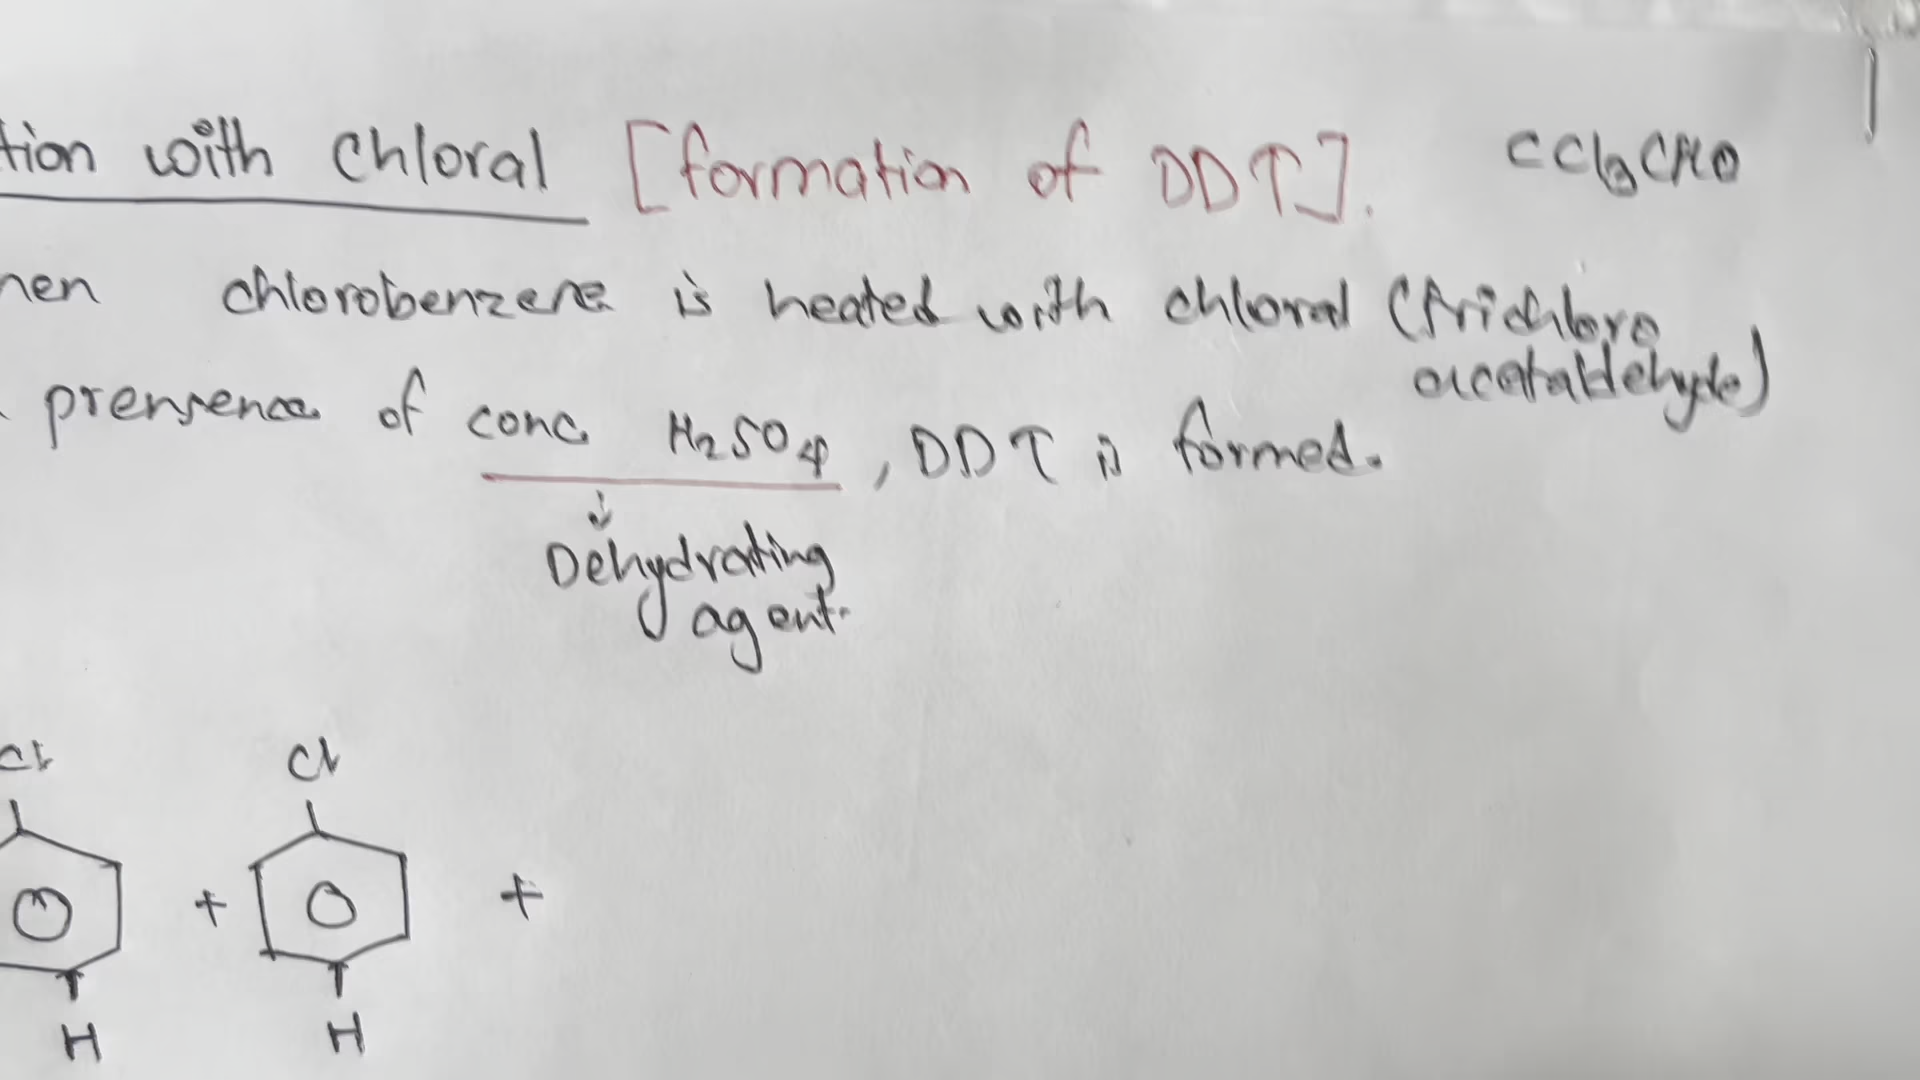 tion with Chloral [formation of DDT]. CCl3CHO
hen chlorobenzene is heated with chloral (trichloro
acetaldehyde)
prensence of conc. H2SO4, DDT is formed.
Dehydrating
agent.
Cl Cl
+ +
H H